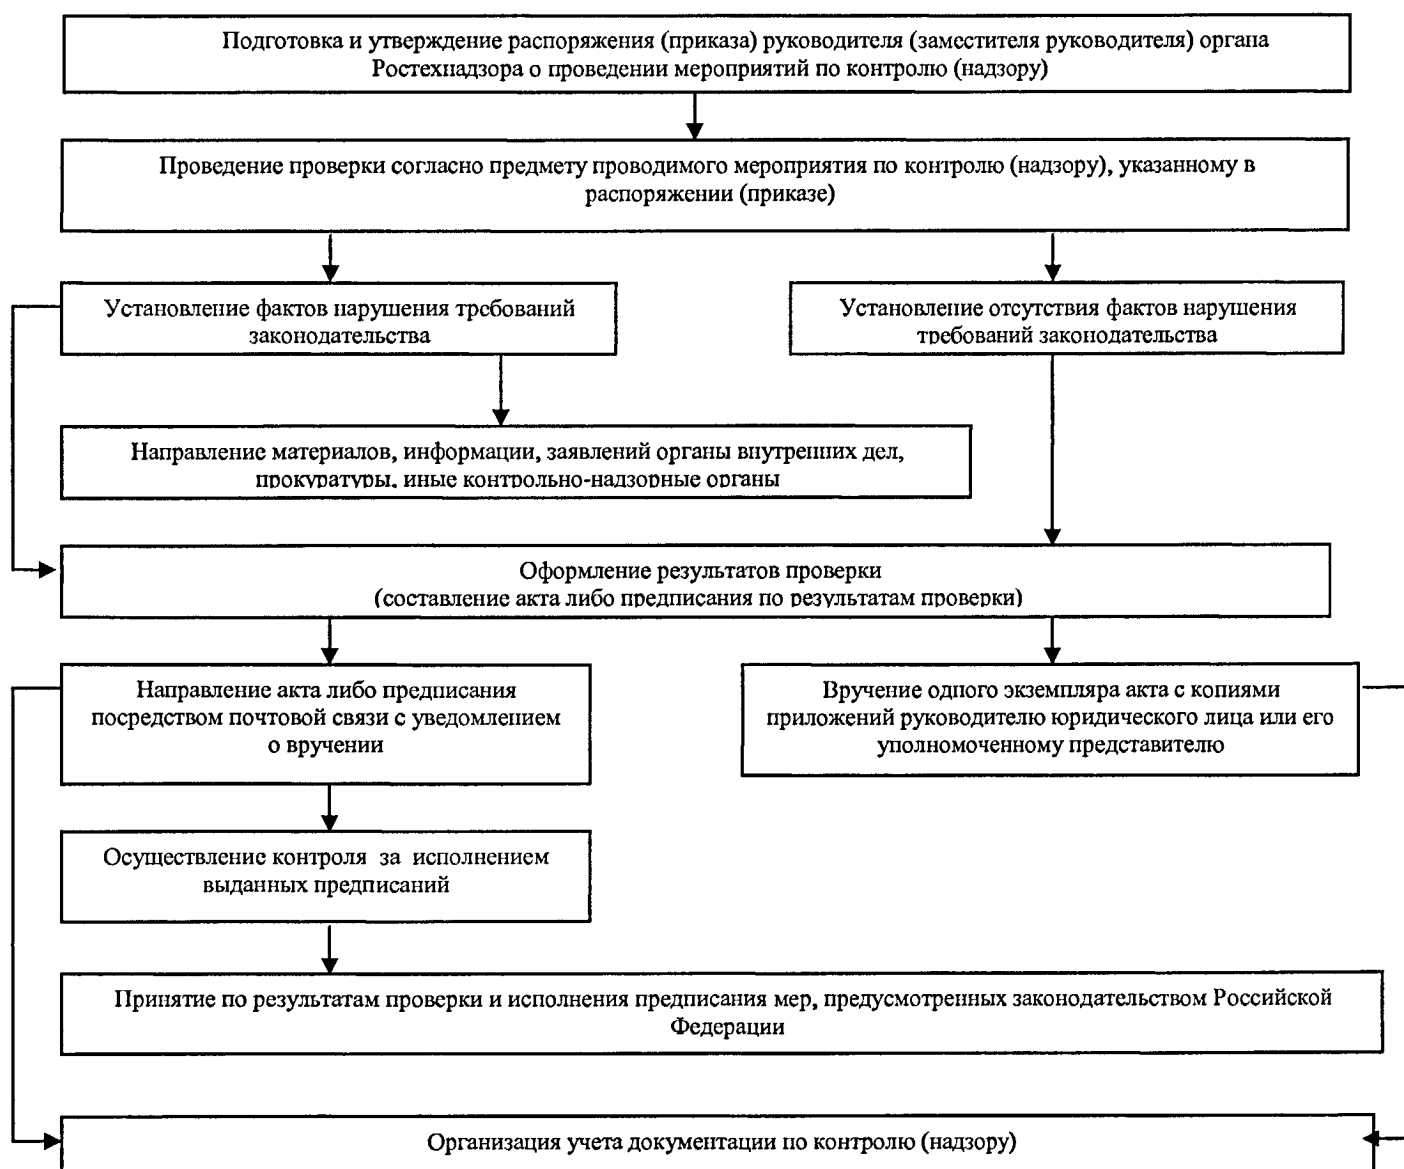 Подготовка и утверждение распоряжения (приказа) руководителя (заместителя руководителя) органа
Ростехнадзора о проведении мероприятий по контролю (надзору)
Проведение проверки согласно предмету проводимого мероприятия по контролю (надзору), указанному в
распоряжении (приказе)
Установление фактов нарушения требований
законодательства
Установление отсутствия фактов нарушения
требований законодательства
Направление материалов, информации, заявлений органы внутренних дел,
прокуратуры, иные контрольно-надзорные органы
Оформление результатов проверки
(составление акта либо предписания по результатам проверки)
Направление акта либо предписания
посредством почтовой связи с уведомлением
о вручении
Вручение одного экземпляра акта с копиями
приложений руководителю юридического лица или его
уполномоченному представителю
Осуществление контроля за исполнением
выданных предписаний
Принятие по результатам проверки и исполнения предписания мер, предусмотренных законодательством Российской
Федерации
Организация учета документации по контролю (надзору)